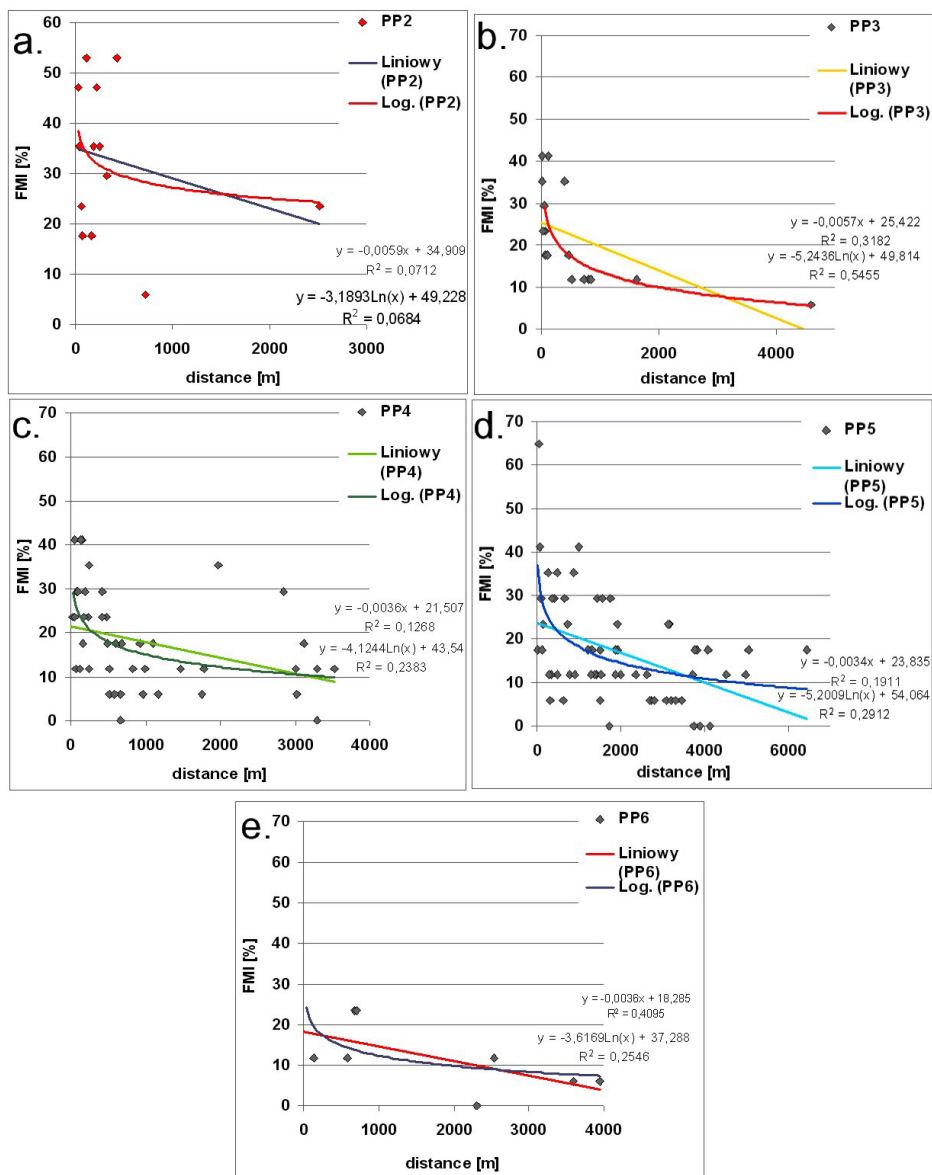 a.
PP2
Liniowy
(PP2)
Log. (PP2)
60
50
40
30
20
10
0
FMI [%]
y = -0,0059x + 34,909
R² = 0,0712
y = -3,1893Ln(x) + 49,228
R² = 0,0684
0 1000 2000 3000
distance [m]
b.
PP3
Liniowy
(PP3)
Log. (PP3)
70
60
50
40
30
20
10
0
FMI [%]
y = -0,0057x + 25,422
R² = 0,3182
y = -5,2436Ln(x) + 49,814
R² = 0,5455
0 2000 4000
distance [m]
c.
PP4
Liniowy
(PP4)
Log. (PP4)
70
60
50
40
30
20
10
0
FMI [%]
y = -0,0036x + 21,507
R² = 0,1268
y = -4,1244Ln(x) + 43,54
R² = 0,2383
0 1000 2000 3000 4000
distance [m]
d.
PP5
Liniowy
(PP5)
Log. (PP5)
70
60
50
40
30
20
10
0
FMI [%]
y = -0,0034x + 23,835
R² = 0,1911
y = -5,2009Ln(x) + 54,064
R² = 0,2912
0 2000 4000 6000
distance [m]
e.
PP6
Liniowy
(PP6)
Log. (PP6)
70
60
50
40
30
20
10
0
FMI [%]
y = -0,0036x + 18,285
R² = 0,4095
y = -3,6169Ln(x) + 37,288
R² = 0,2546
0 1000 2000 3000 4000
distance [m]